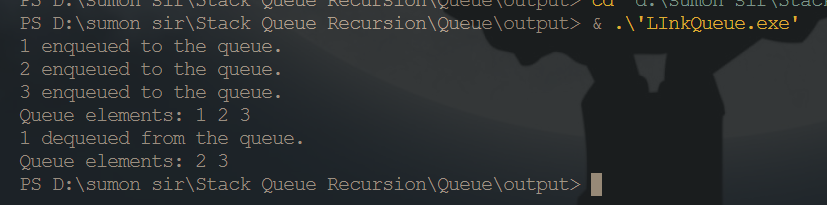 PS D:\sumon sir\Stack Queue Recursion\Queue\output> cd 'd:\Sumon sir\Stac
PS D:\sumon sir\Stack Queue Recursion\Queue\output> & .\'LInkQueue.exe'
1 enqueued to the queue.
2 enqueued to the queue.
3 enqueued to the queue.
Queue elements: 1 2 3
1 dequeued from the queue.
Queue elements: 2 3
PS D:\sumon sir\Stack Queue Recursion\Queue\output>